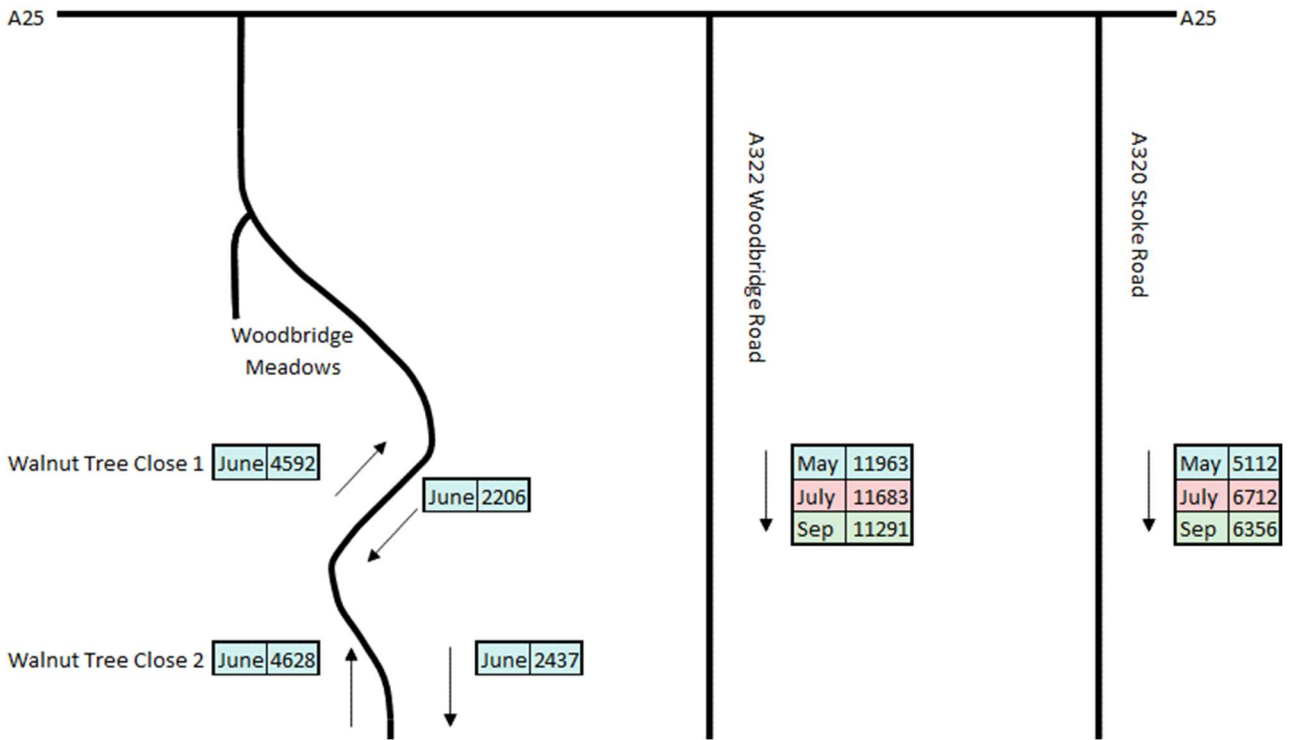 A25
A25
A322 Woodbridge Road
A320 Stoke Road
Woodbridge
Meadows
Walnut Tree Close 1
June 4592
June 2206
May 11963
July 11683
Sep 11291
May 5112
July 6712
Sep 6356
Walnut Tree Close 2
June 4628
June 2437